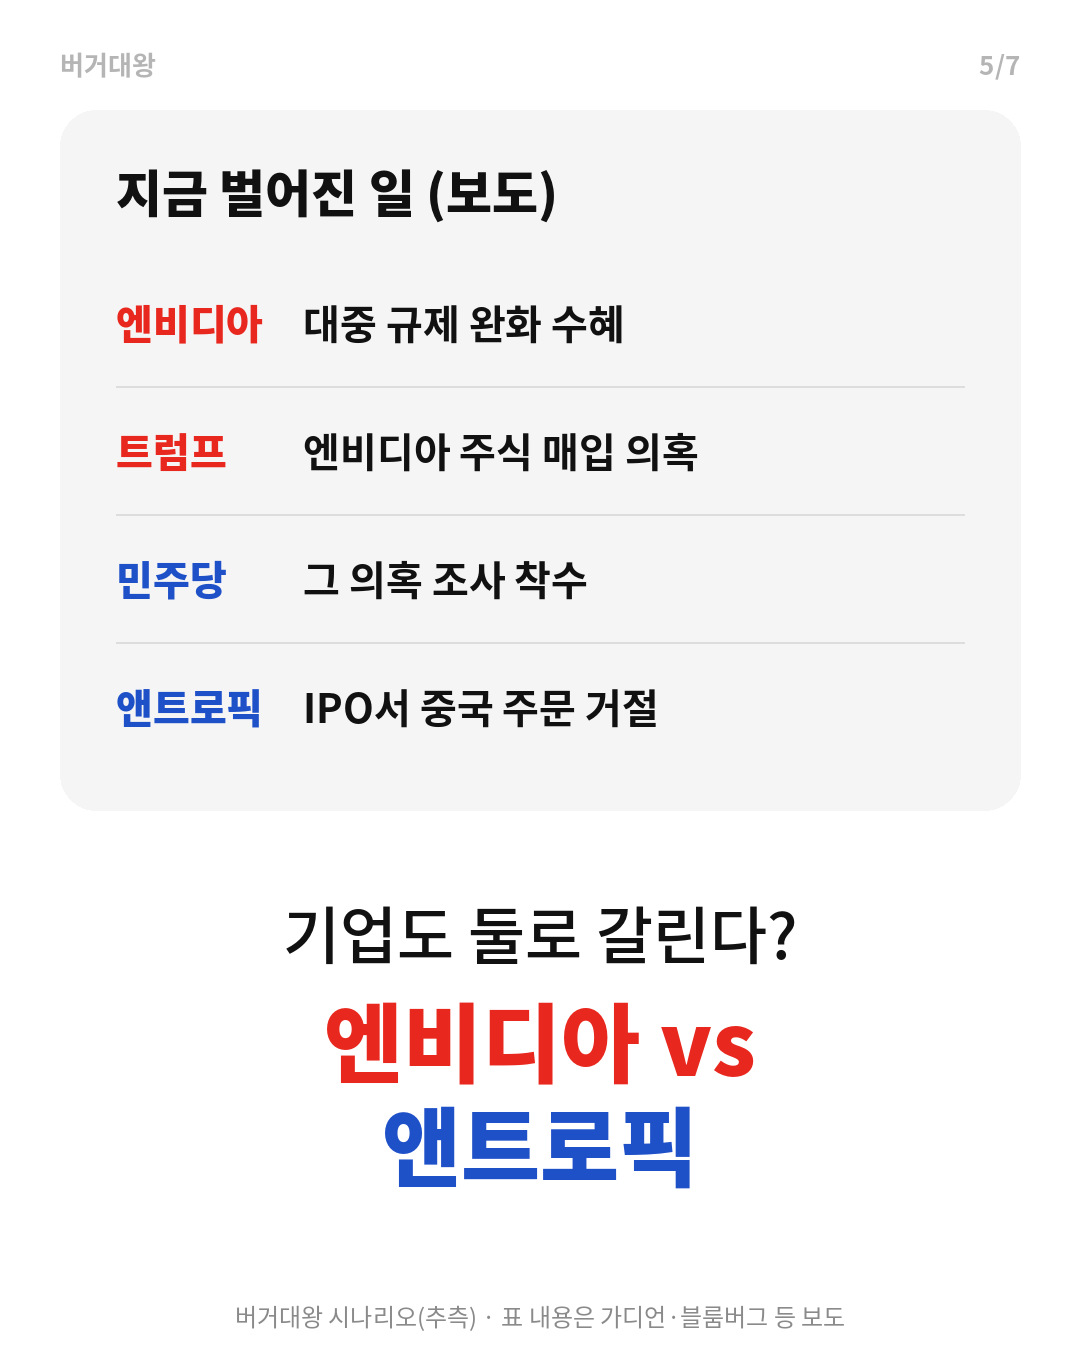 버거대왕
5/7
지금 벌어진 일 (보도)
엔비디아 대중 규제 완화 수혜
트럼프 엔비디아 주식 매입 의혹
민주당 그 의혹 조사 착수
앤트로픽 IPO서 중국 주문 거절
기업도 둘로 갈린다?
엔비디아 vs
앤트로픽
버거대왕 시나리오(추측) · 표 내용은 가디언·블룸버그 등 보도